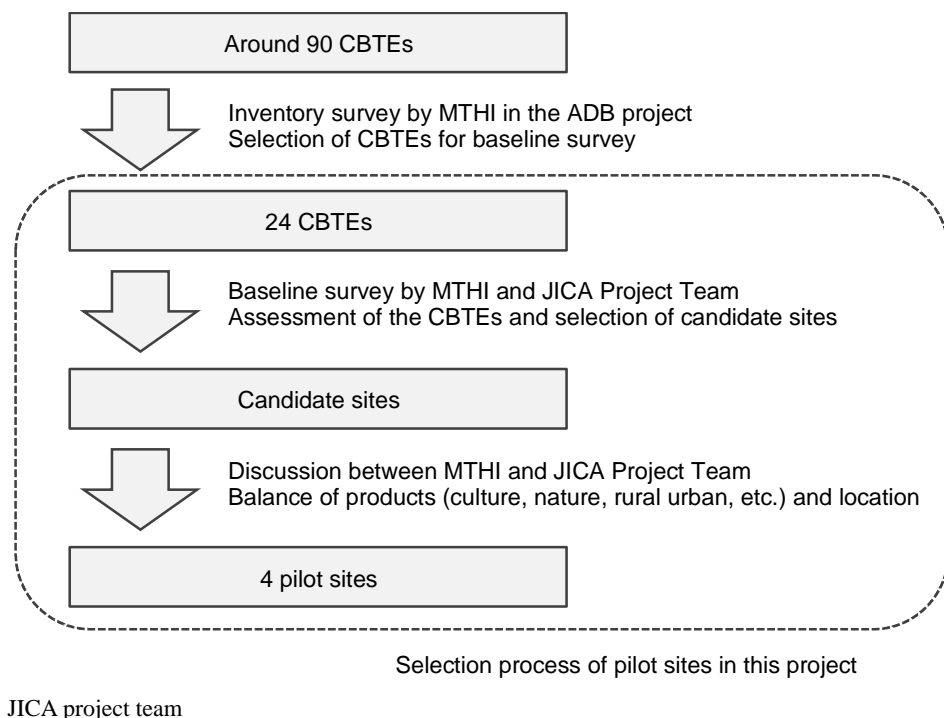 Around 90 CBTEs
Inventory survey by MTHI in the ADB project
Selection of CBTEs for baseline survey
24 CBTEs
Baseline survey by MTHI and JICA Project Team
Assessment of the CBTEs and selection of candidate sites
Candidate sites
Discussion between MTHI and JICA Project Team
Balance of products (culture, nature, rural urban, etc.) and location
4 pilot sites
Selection process of pilot sites in this project
JICA project team